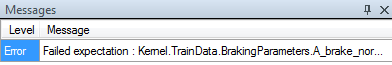 Messages
Level Message
Error Failed expectation : Kernel.TrainData.BrakingParameters.A_brake_nor...